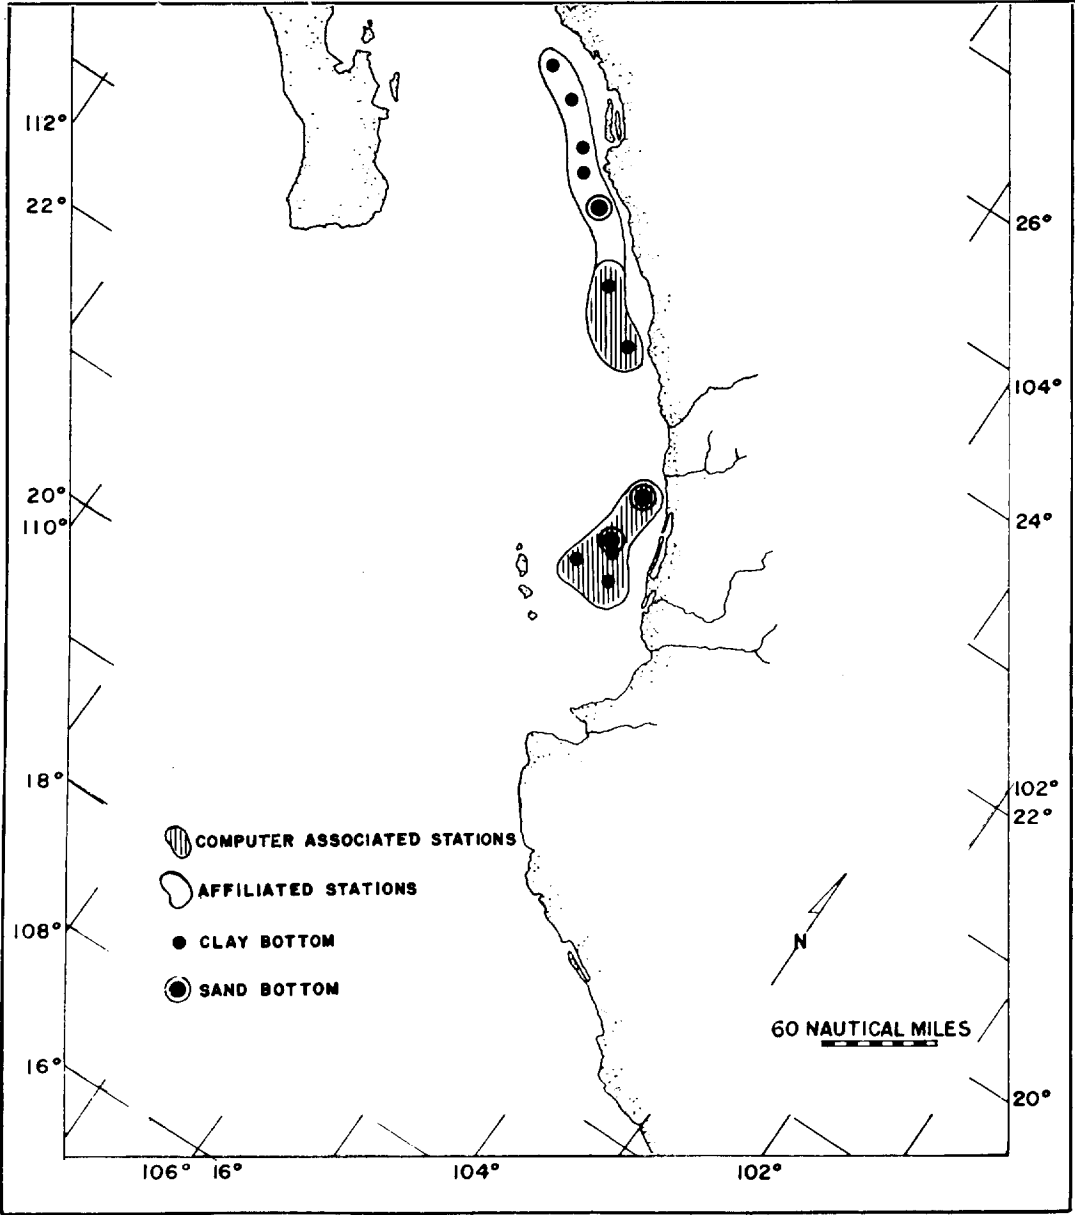 112°
22°
26°
104°
20°
110°
24°
18°
102°
22°
COMPUTER ASSOCIATED STATIONS
AFFILIATED STATIONS
108°
CLAY BOTTOM
N
SAND BOTTOM
60 NAUTICAL MILES
16°
20°
106° 16°
104°
102°